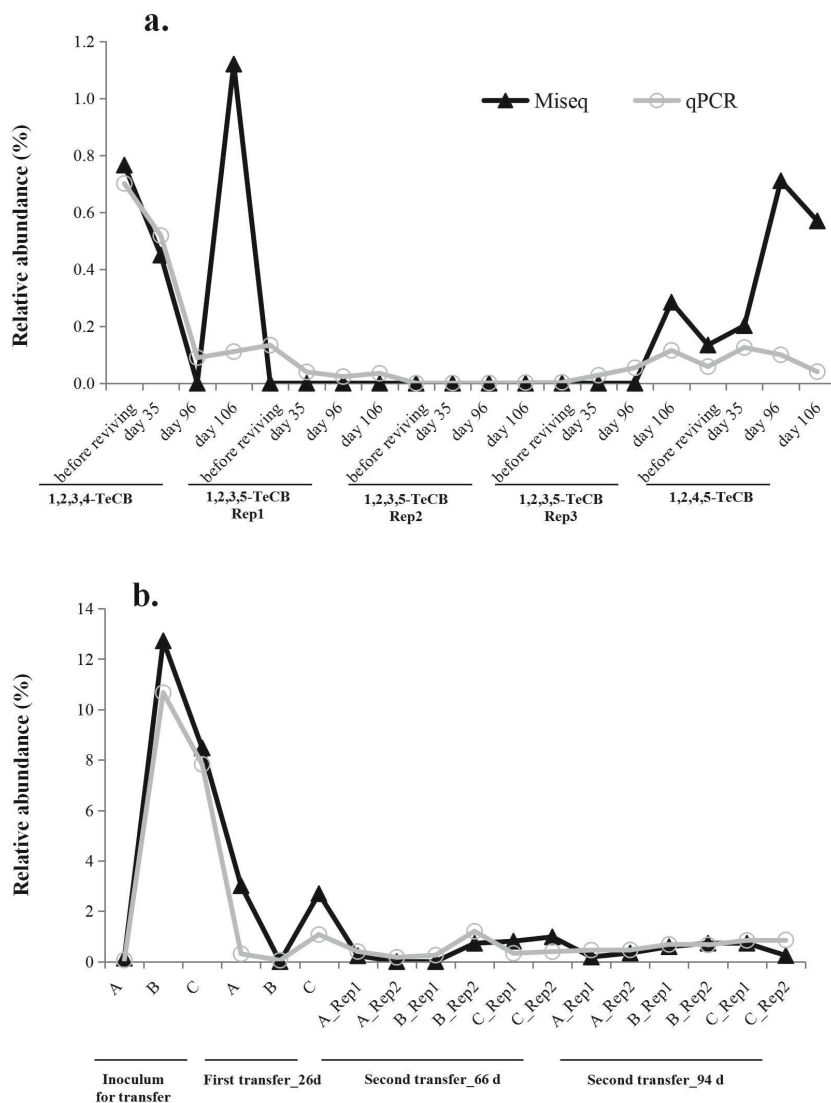 a.
1.2
1.0
0.8
0.6
0.4
0.2
0.0
Relative abundance (%)
Miseq
qPCR
before reviving
day 35
day 96
day 106
before reviving
day 35
day 96
day 106
before reviving
day 35
day 96
day 106
before reviving
day 35
day 96
day 106
before reviving
day 35
day 96
day 106
1,2,3,4-TeCB
1,2,3,5-TeCB
Rep1
1,2,3,5-TeCB
Rep2
1,2,3,5-TeCB
Rep3
1,2,4,5-TeCB
b.
14
12
10
8
6
4
2
0
Relative abundance (%)
A
B
C
A
B
C
A_Rep1
A_Rep2
B_Rep1
B_Rep2
C_Rep1
C_Rep2
A_Rep1
A_Rep2
B_Rep1
B_Rep2
C_Rep1
C_Rep2
Inoculum
for transfer
First transfer_26d
Second transfer_66 d
Second transfer_94 d